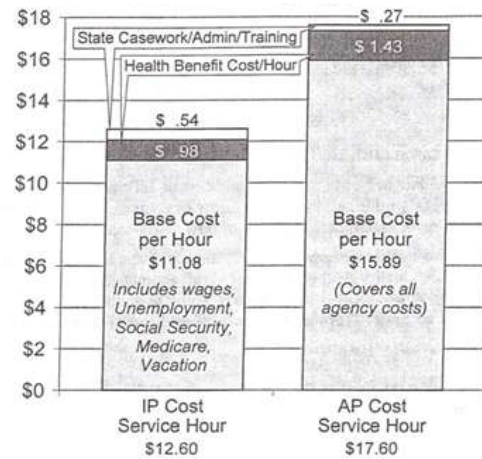 $18
$16
$14
$12
$10
$8
$6
$4
$2
$0
State Casework/Admin/Training
Health Benefit Cost/Hour
$ .54
$ .98
Base Cost
per Hour
$11.08
Includes wages,
Unemployment,
Social Security,
Medicare,
Vacation
$ .27
$ 1.43
Base Cost
per Hour
$15.89
(Covers all
agency costs)
IP Cost
Service Hour
$12.60
AP Cost
Service Hour
$17.60